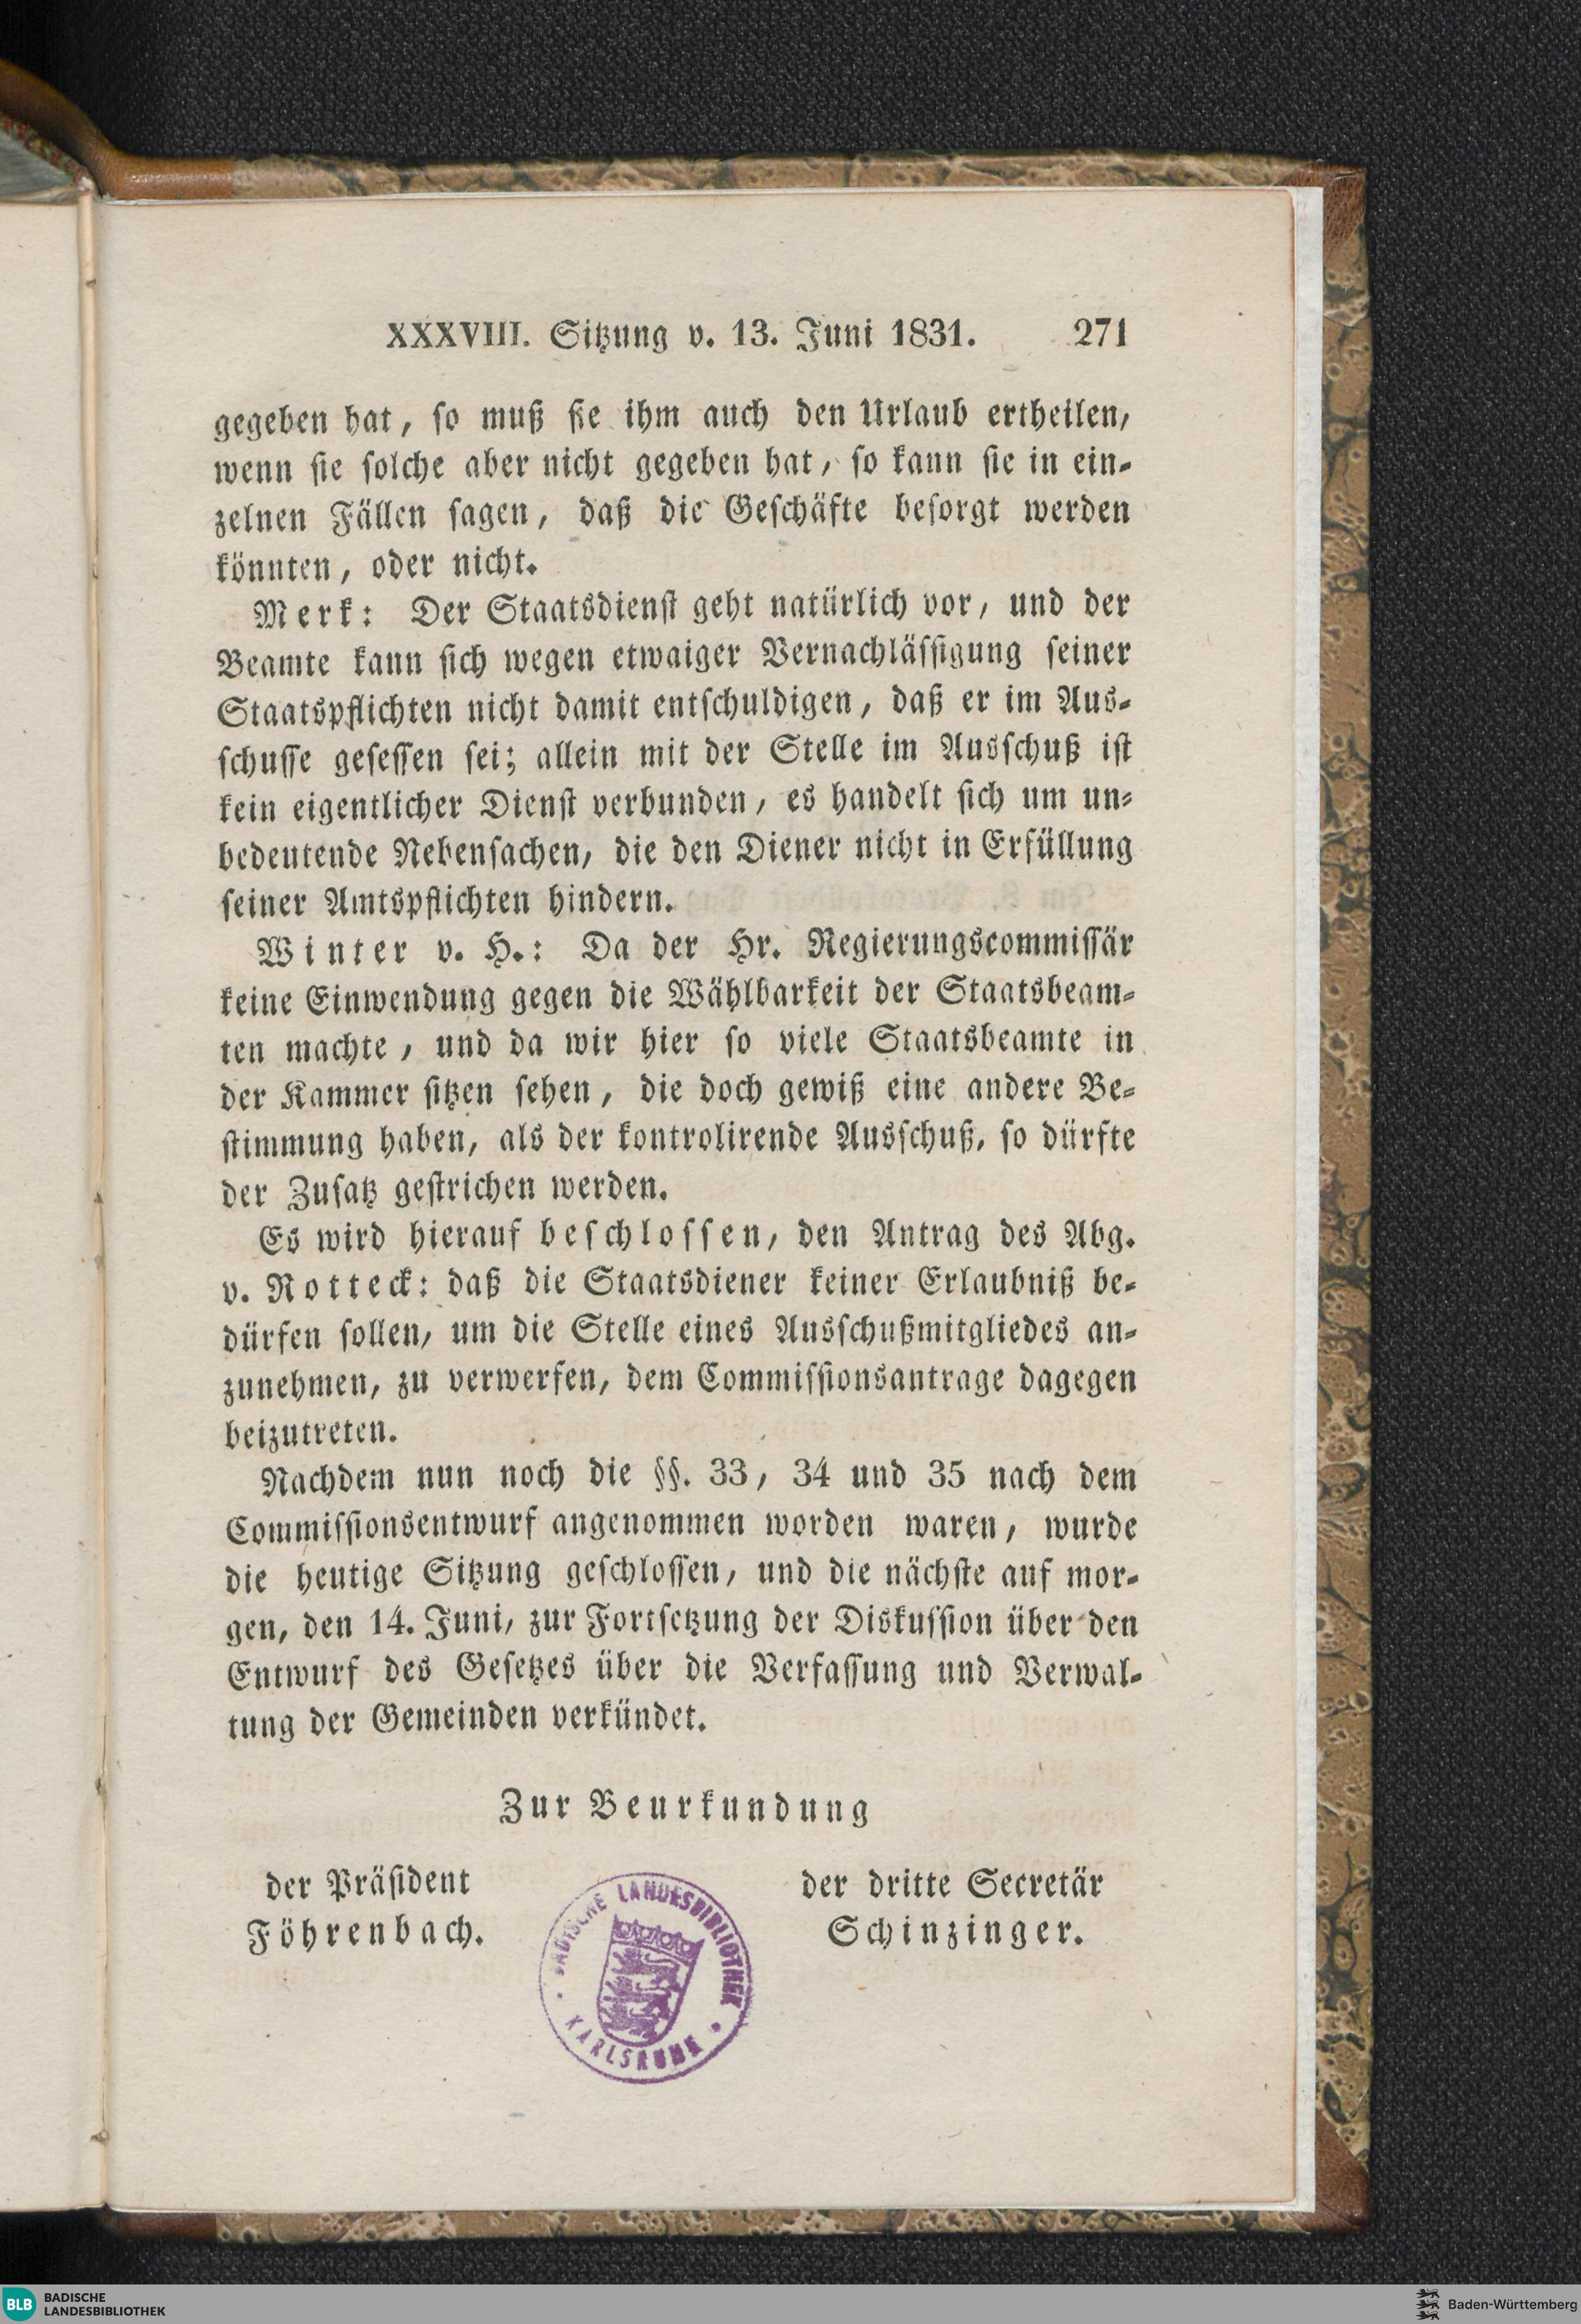 XXXVIII. Sitzung v. 13. Juni 1831. 271
gegeben hat, so muß sie ihm auch den Urlaub ertheilen,
wenn sie solche aber nicht gegeben hat, so kann sie in ein-
zelnen Fällen sagen, daß die Geschäfte besorgt werden
könnten, oder nicht.
Merk: Der Staatsdienst geht natürlich vor, und der
Beamte kann sich wegen etwaiger Vernachlässigung seiner
Staatspflichten nicht damit entschuldigen, daß er im Aus-
schusse gesessen sei; allein mit der Stelle im Ausschuß ist
kein eigentlicher Dienst verbunden, es handelt sich um un-
bedeutende Nebensachen, die den Diener nicht in Erfüllung
seiner Amtspflichten hindern.
Winter v. H.: Da der Hr. Regierungscommissär
keine Einwendung gegen die Wählbarkeit der Staatsbeam-
ten machte, und da wir hier so viele Staatsbeamte in
der Kammer sitzen sehen, die doch gewiß eine andere Be-
stimmung haben, als der kontrolirende Ausschuß, so dürfte
der Zusatz gestrichen werden.
Es wird hierauf beschlossen, den Antrag des Abg.
v. Rotteck: daß die Staatsdiener keiner Erlaubniß be-
dürfen sollen, um die Stelle eines Ausschußmitgliedes an-
zunehmen, zu verwerfen, dem Commissionsantrage dagegen
beizutreten.
Nachdem nun noch die §§. 33, 34 und 35 nach dem
Commissionsentwurf angenommen worden waren, wurde
die heutige Sitzung geschlossen, und die nächste auf mor-
gen, den 14. Juni, zur Fortsetzung der Diskussion über den
Entwurf des Gesetzes über die Verfassung und Verwal-
tung der Gemeinden verkündet.
Zur Beurkundung
der Präsident
Föhrenbach.
der dritte Secretär
Schinzinger.
BADISCHE LANDESBIBLIOTHEK
KARLSRUHE
BLB BADISCHE
LANDESBIBLIOTHEK
Baden-Württemberg